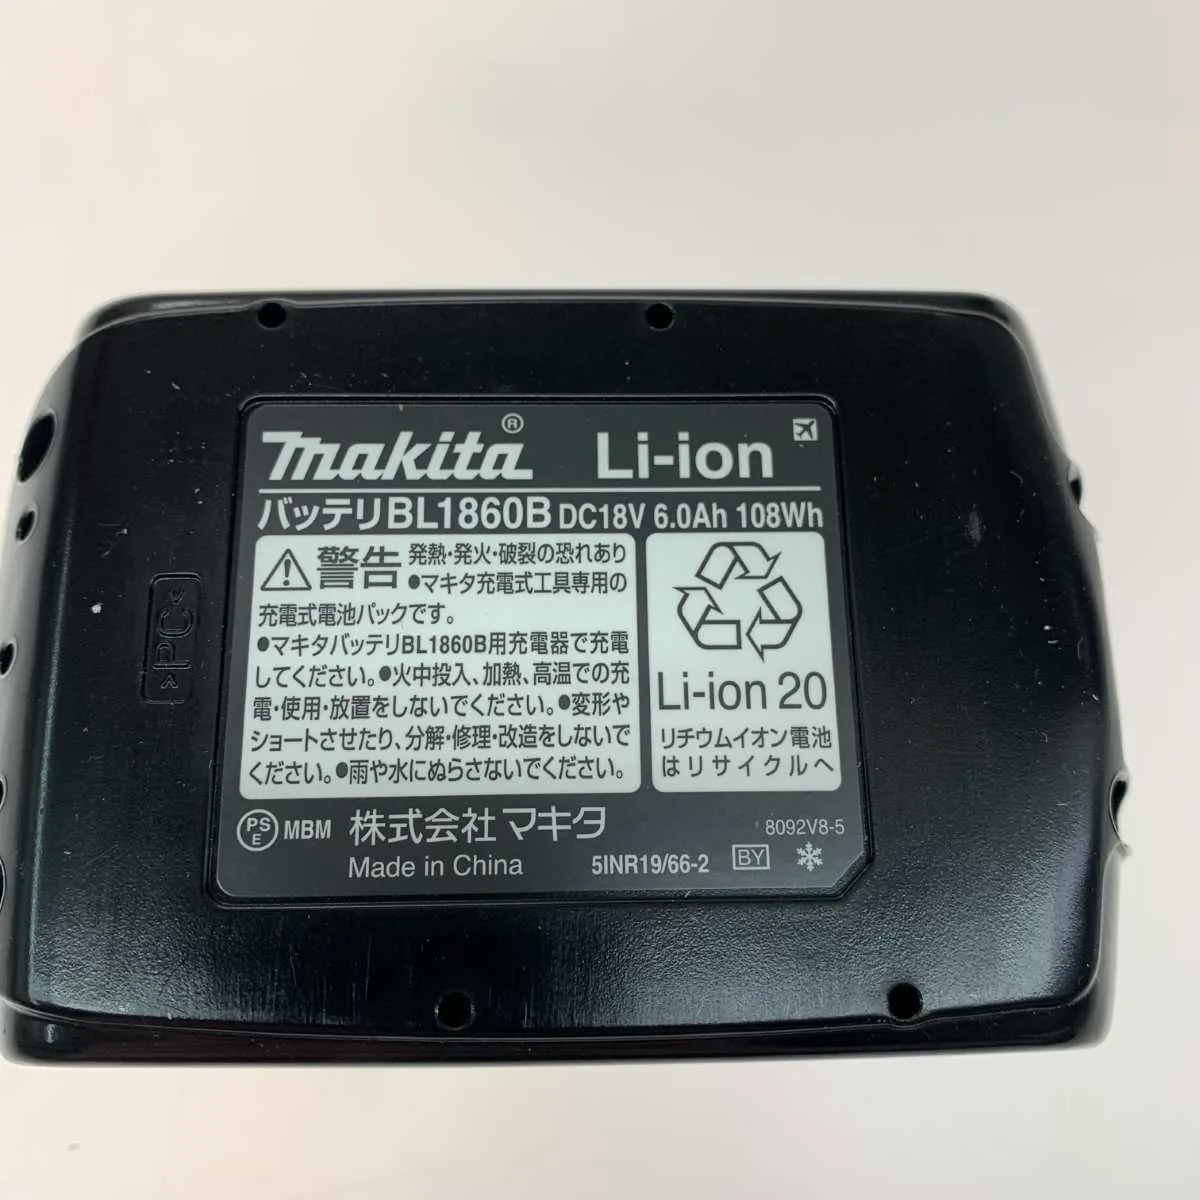 makita® Li-ion
バッテリBL1860B DC18V 6.0Ah 108Wh
警告 発熱・発火・破裂の恐れあり
●マキタ充電式工具専用の
充電式電池パックです。
●マキタバッテリBL1860B用充電器で充電
してください。●火中投入、加熱、高温での充
電・使用・放置をしないでください。●変形や
ショートさせたり、分解・修理・改造をしないで
ください。●雨や水にぬらさないでください。
Li-ion 20
リチウムイオン電池
はリサイクルへ
PS
E
MBM 株式会社マキタ
8092V8-5
Made in China
5INR19/66-2 BY
>PC<